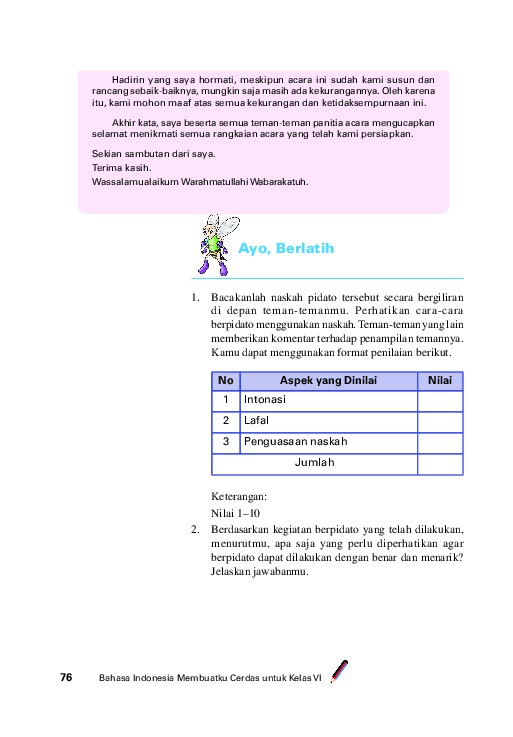 Hadirin yang saya hormati, meskipun acara ini sudah kami susun dan
rancang sebaik-baiknya, mungkin saja masih ada kekurangannya. Oleh karena
itu, kami mohon maaf atas semua kekurangan dan ketidaksempurnaan ini.
Akhir kata, saya beserta semua teman-teman panitia acara mengucapkan
selamat menikmati semua rangkaian acara yang telah kami persiapkan.
Sekian sambutan dari saya.
Terima kasih.
Wassalamualaikum Warahmatullahi Wabarakatuh.
Ayo, Berlatih
1. Bacakanlah naskah pidato tersebut secara bergiliran
di depan teman-temanmu. Perhatikan cara-cara
berpidato menggunakan naskah. Teman-teman yang lain
memberikan komentar terhadap penampilan temannya.
Kamu dapat menggunakan format penilaian berikut.
No Aspek yang Dinilai Nilai
1 Intonasi
2 Lafal
3 Penguasaan naskah
Jumlah
Keterangan:
Nilai 1–10
2. Berdasarkan kegiatan berpidato yang telah dilakukan,
menurutmu, apa saja yang perlu diperhatikan agar
berpidato dapat dilakukan dengan benar dan menarik?
Jelaskan jawabanmu.
76 Bahasa Indonesia Membuatku Cerdas untuk Kelas VI